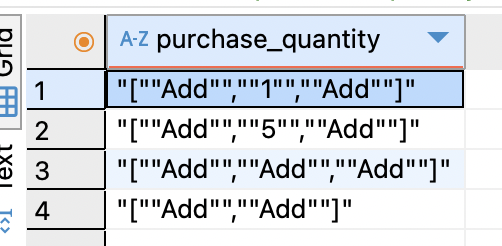 Grid
Text
A-Z purchase_quantity
1 "[""Add"",""1"",""Add""]"
2 "[""Add"",""5"",""Add""]"
3 "[""Add"",""Add"",""Add""]"
4 "[""Add"",""Add""]"